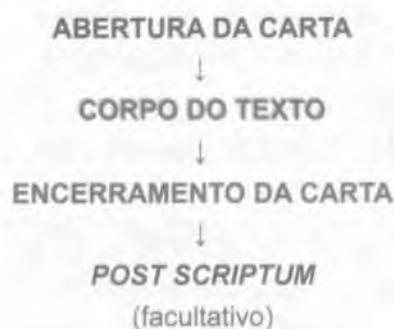 ABERTURA DA CARTA
↓
CORPO DO TEXTO
↓
ENCERRAMENTO DA CARTA
↓
POST SCRIPTUM
(facultativo)